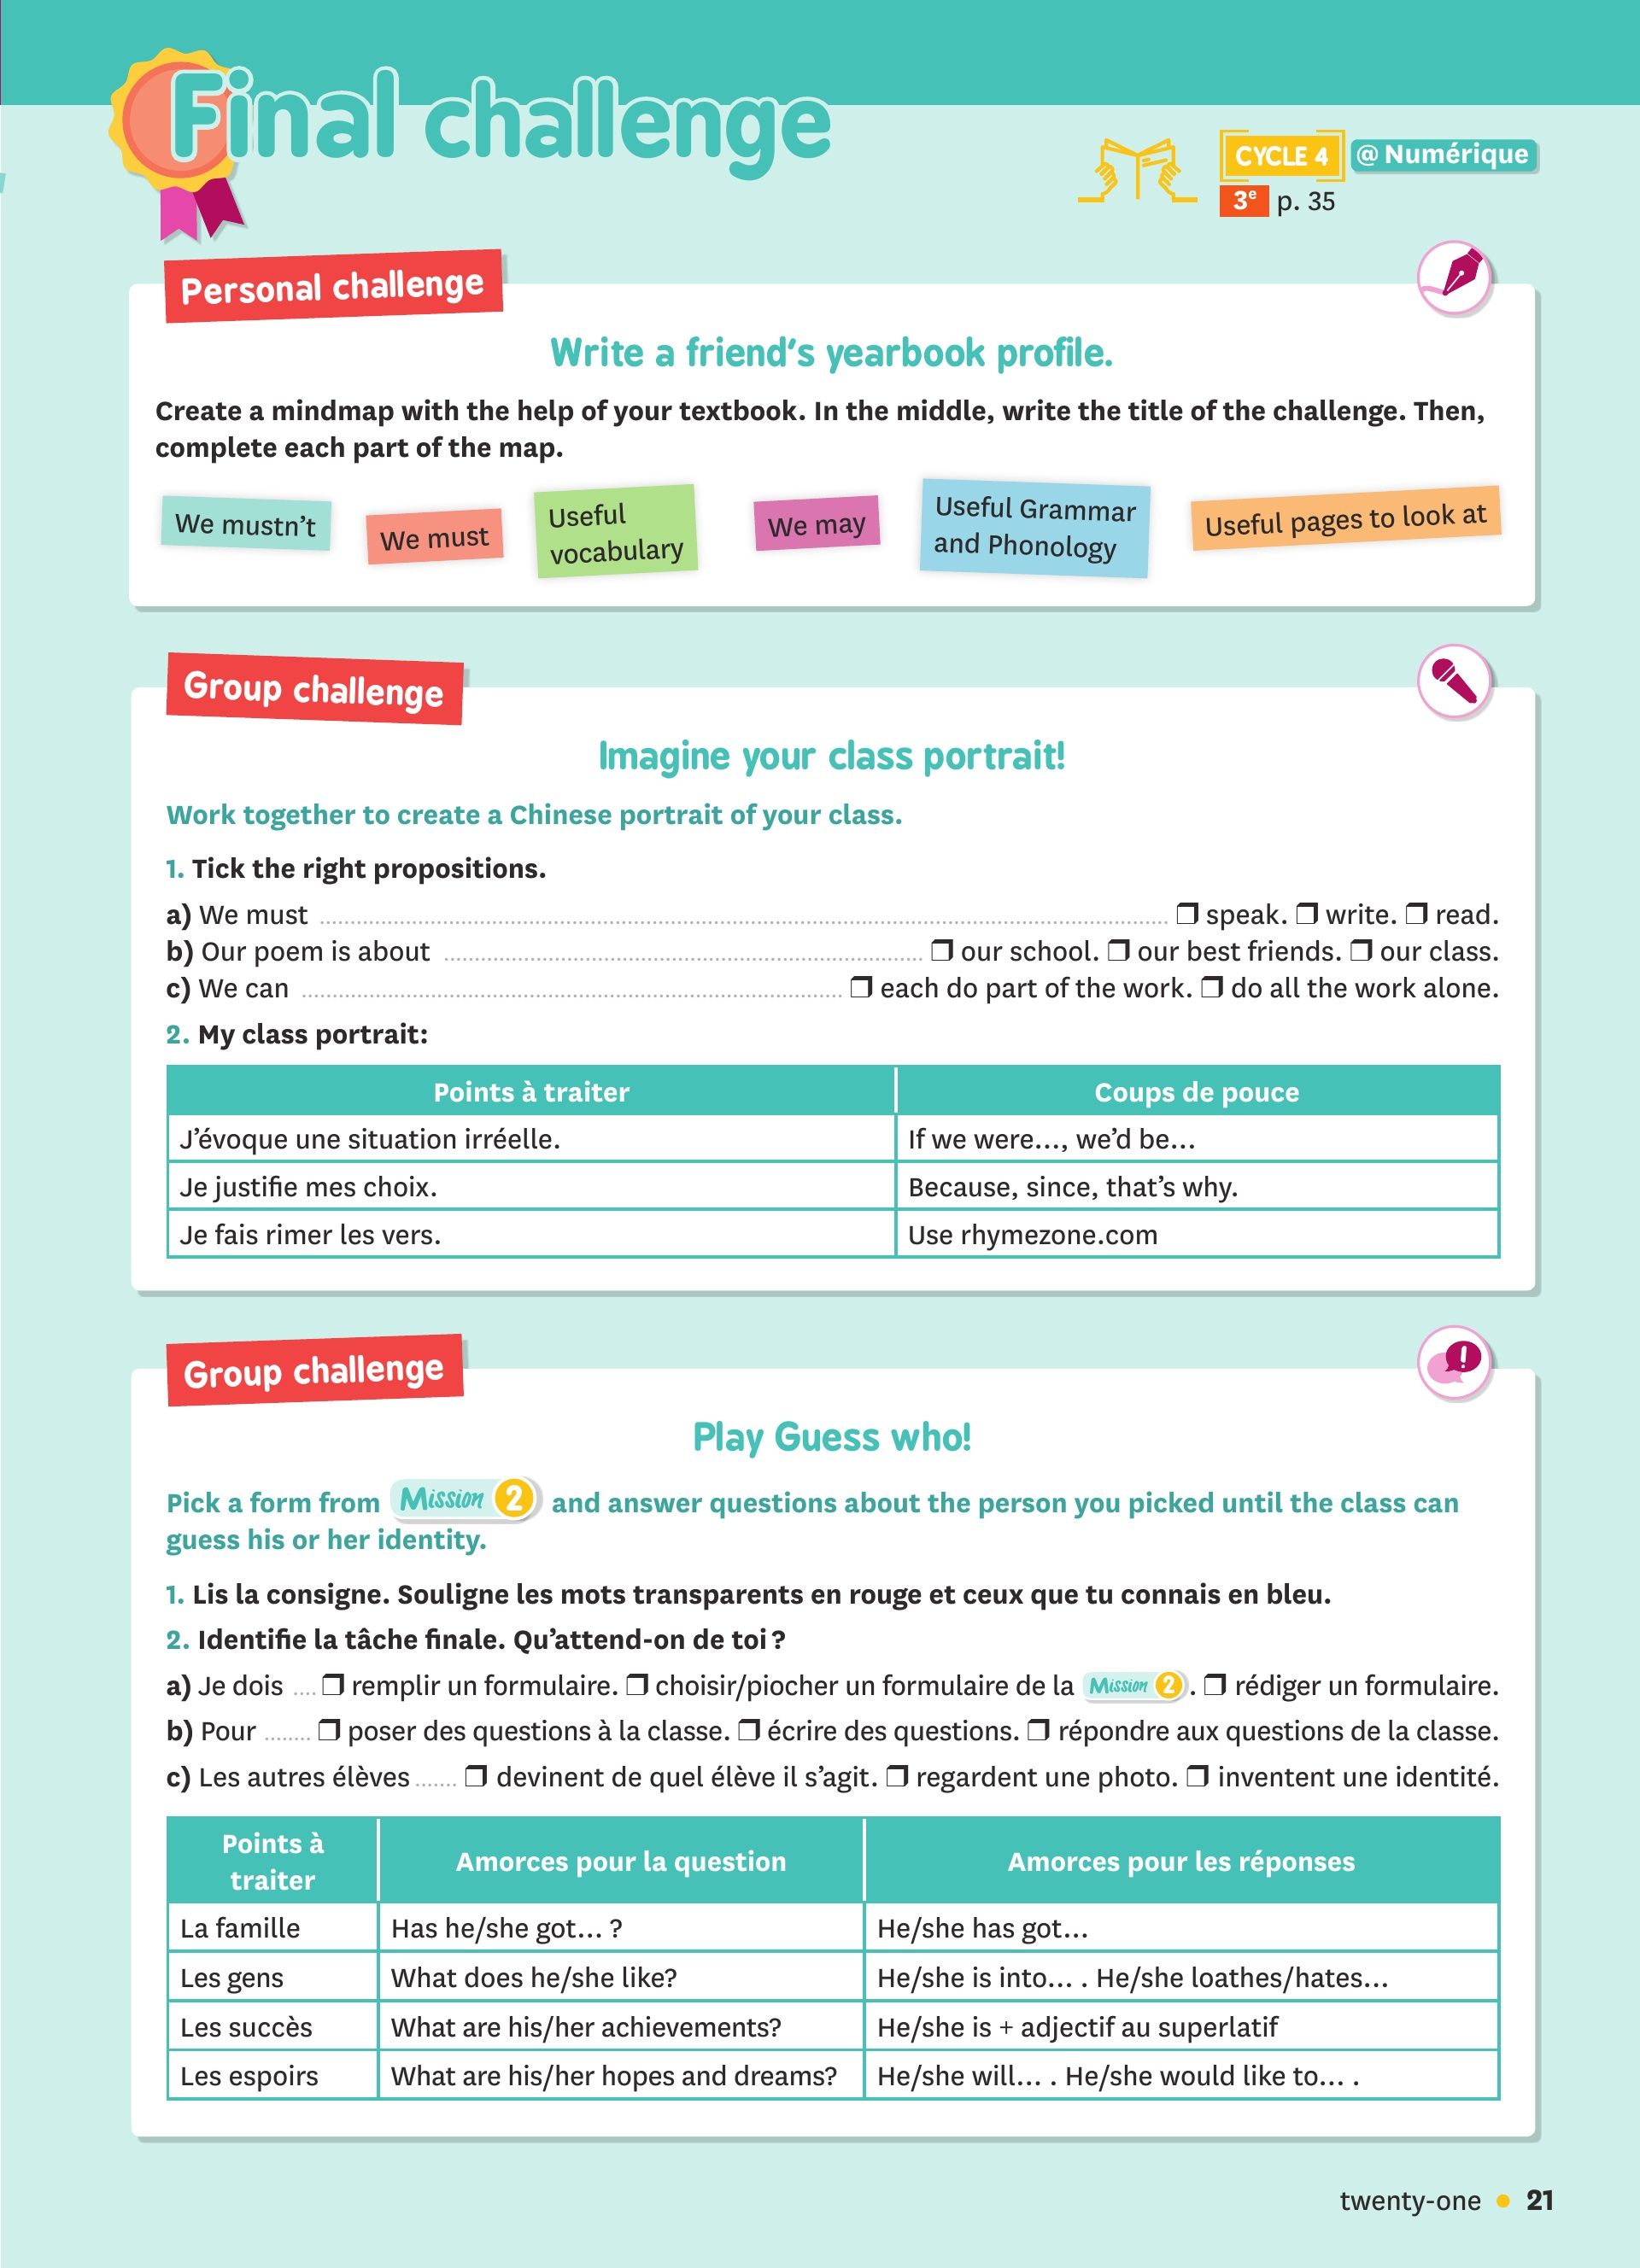 Final challenge
CYCLE 4 @ Numérique
3e p. 35
Personal challenge
Write a friend's yearbook profile.
Create a mindmap with the help of your textbook. In the middle, write the title of the challenge. Then,
complete each part of the map.
We mustn't
We must
Useful
vocabulary
We may
Useful Grammar
and Phonology
Useful pages to look at
Group challenge
Imagine your class portrait!
Work together to create a Chinese portrait of your class.
1. Tick the right propositions.
a) We must ........ ❒ speak. ❒ write. ❒ read.
b) Our poem is about ........ ❒ our school. ❒ our best friends. ❒ our class.
c) We can ........ ❒ each do part of the work. ❒ do all the work alone.
2. My class portrait:
Points à traiter Coups de pouce
J'évoque une situation irréelle. If we were…, we'd be…
Je justifie mes choix. Because, since, that's why.
Je fais rimer les vers. Use rhymezone.com
Group challenge
!
Play Guess who!
Pick a form from Mission 2 and answer questions about the person you picked until the class can
guess his or her identity.
1. Lis la consigne. Souligne les mots transparents en rouge et ceux que tu connais en bleu.
2. Identifie la tâche finale. Qu'attend-on de toi ?
a) Je dois .... ❒ remplir un formulaire. ❒ choisir/piocher un formulaire de la Mission 2 . ❒ rédiger un formulaire.
b) Pour ........ ❒ poser des questions à la classe. ❒ écrire des questions. ❒ répondre aux questions de la classe.
c) Les autres élèves ....... ❒ devinent de quel élève il s'agit. ❒ regardent une photo. ❒ inventent une identité.
Points à
traiter
Amorces pour la question Amorces pour les réponses
La famille Has he/she got… ? He/she has got…
Les gens What does he/she like? He/she is into… . He/she loathes/hates…
Les succès What are his/her achievements? He/she is + adjectif au superlatif
Les espoirs What are his/her hopes and dreams? He/she will… . He/she would like to… .
twenty-one • 21